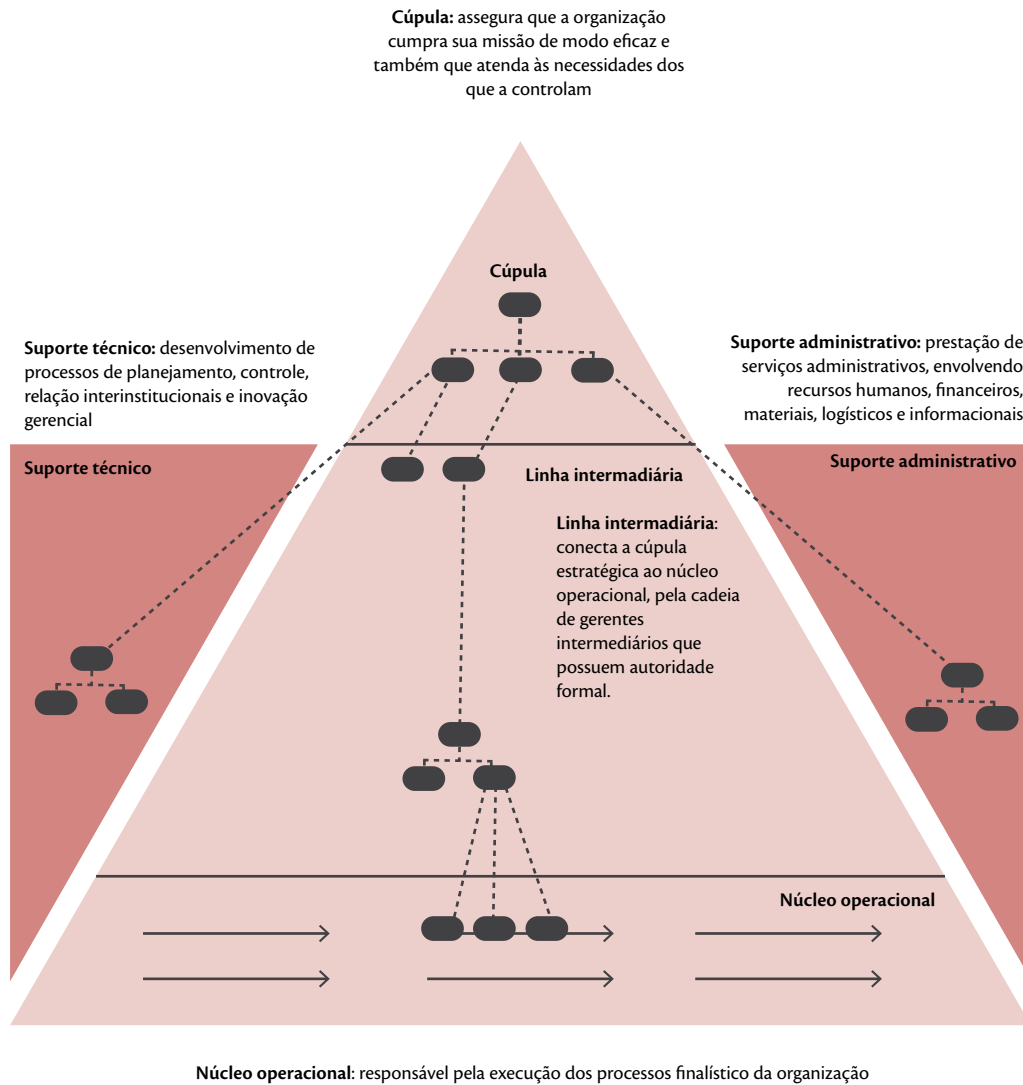 Cúpula: assegura que a organização
cumpra sua missão de modo eficaz e
também que atenda às necessidades dos
que a controlam
Cúpula
Suporte técnico: desenvolvimento de
processos de planejamento, controle,
relação interinstitucionais e inovação
gerencial
Suporte administrativo: prestação de
serviços administrativos, envolvendo
recursos humanos, financeiros,
materiais, logísticos e informacionais
Suporte técnico
Linha intermadiária
Suporte administrativo
Linha intermadiária:
conecta a cúpula
estratégica ao núcleo
operacional, pela cadeia
de gerentes
intermediários que
possuem autoridade
formal.
Núcleo operacional
Núcleo operacional: responsável pela execução dos processos finalístico da organização